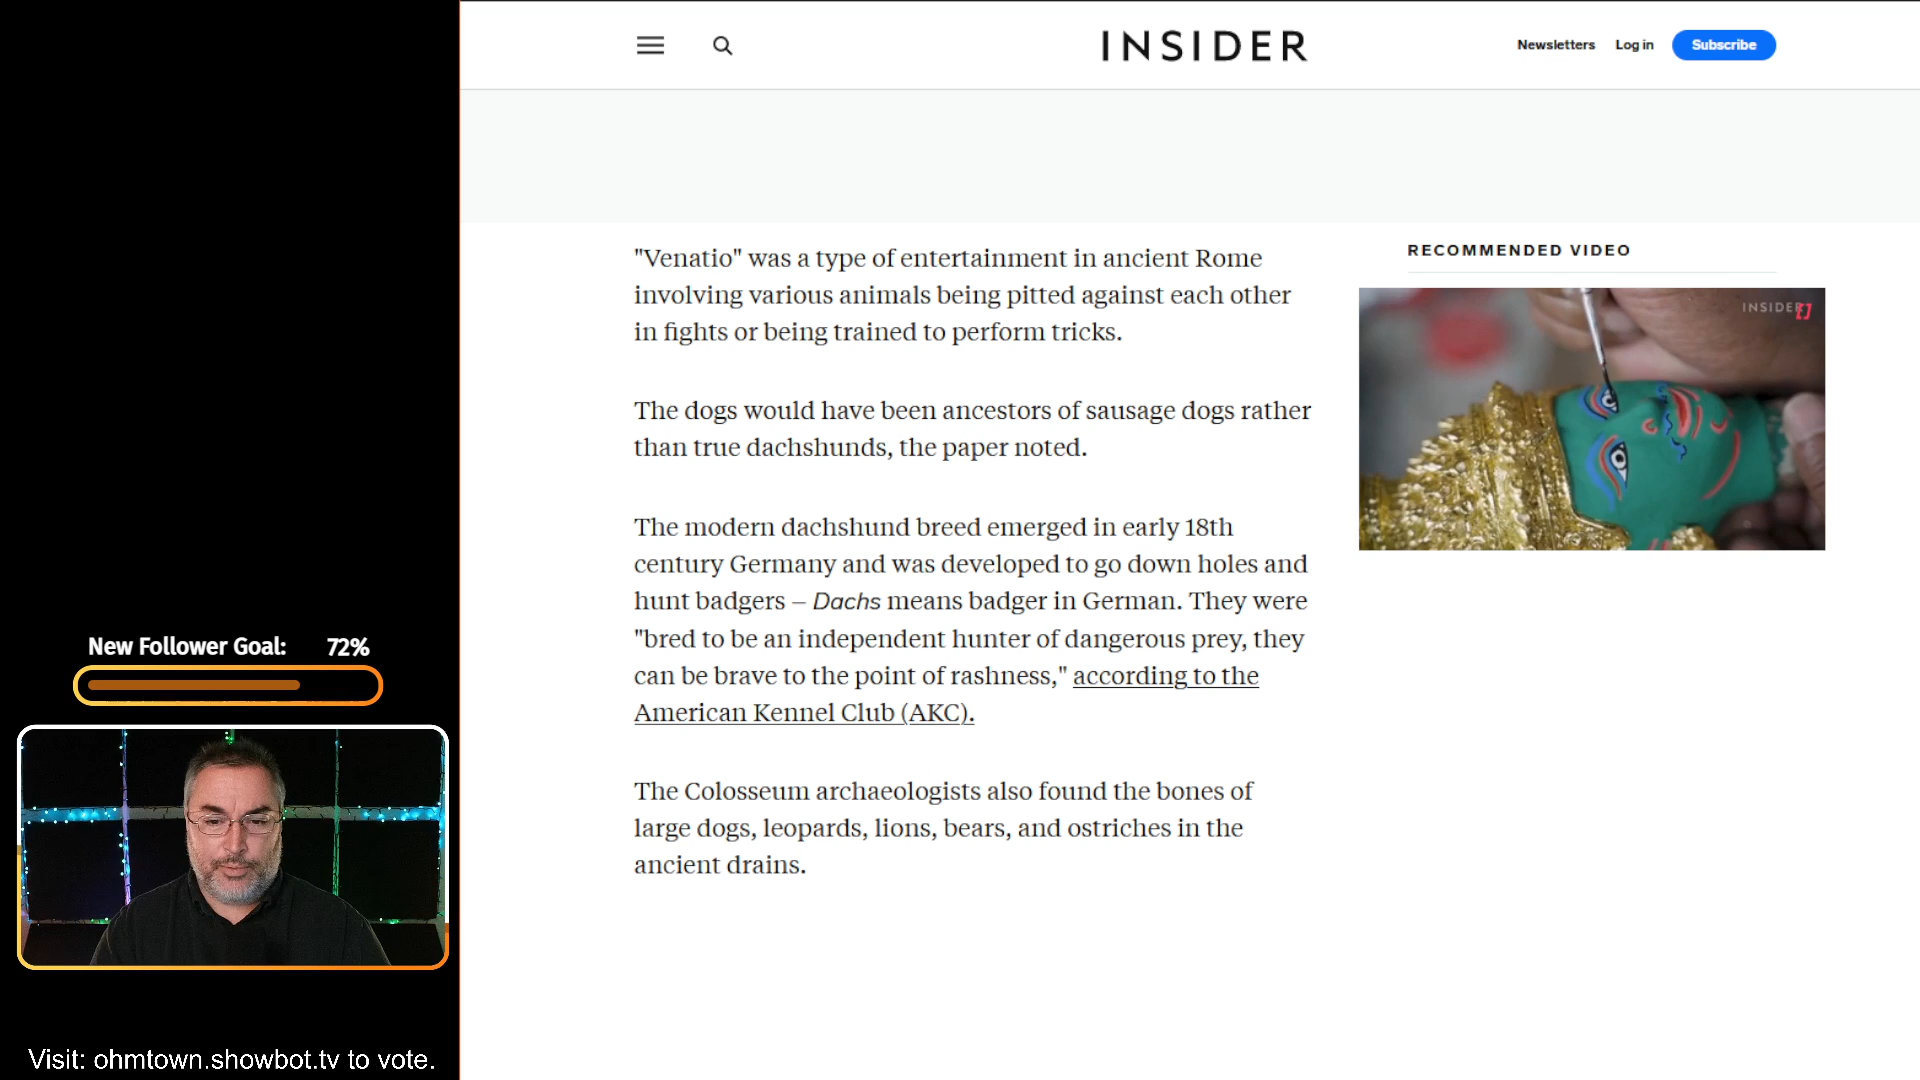 INSIDER
Newsletters
Log in
Subscribe
"Venatio" was a type of entertainment in ancient Rome
involving various animals being pitted against each other
in fights or being trained to perform tricks.
The dogs would have been ancestors of sausage dogs rather
than true dachshunds, the paper noted.
The modern dachshund breed emerged in early 18th
century Germany and was developed to go down holes and
hunt badgers – Dachs means badger in German. They were
"bred to be an independent hunter of dangerous prey, they
can be brave to the point of rashness," according to the
American Kennel Club (AKC).
The Colosseum archaeologists also found the bones of
large dogs, leopards, lions, bears, and ostriches in the
ancient drains.
RECOMMENDED VIDEO
INSIDER
New Follower Goal: 72%
Visit: ohmtown.showbot.tv to vote.